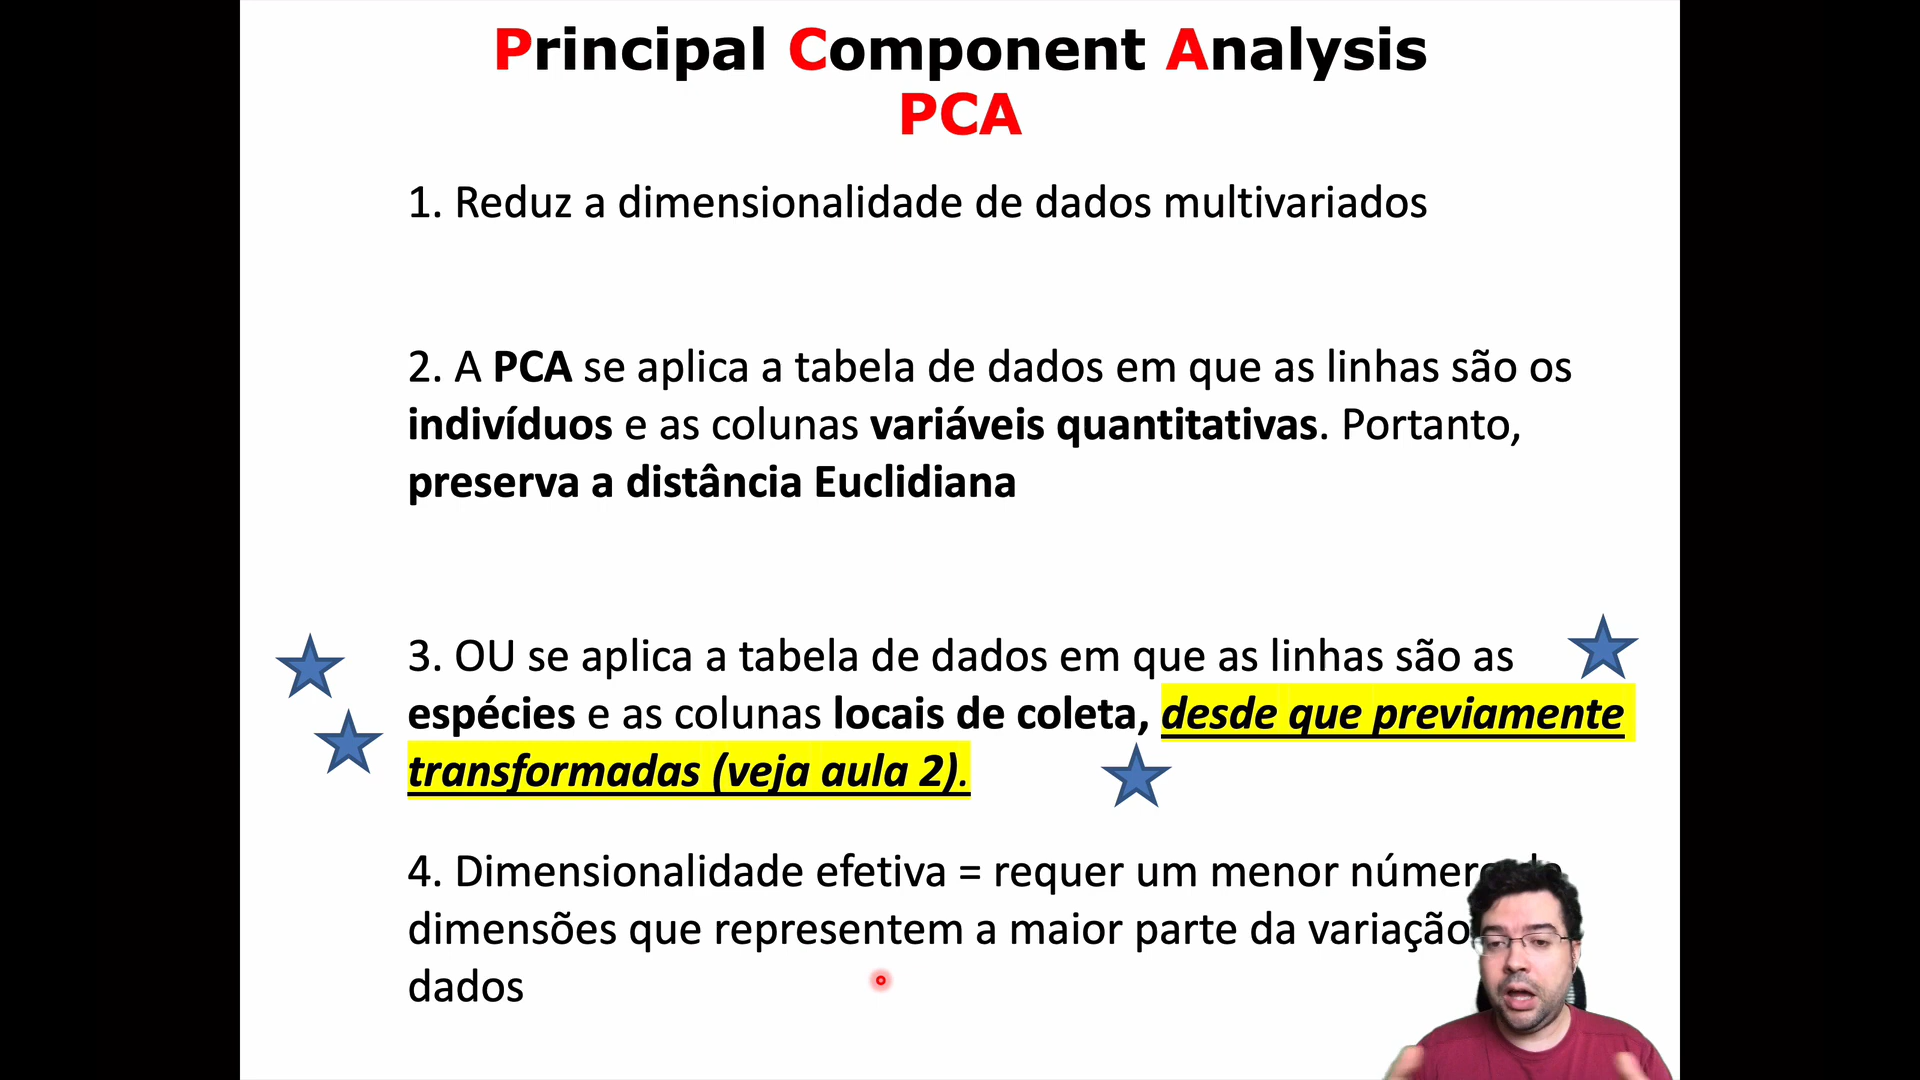 Principal Component Analysis
PCA
1. Reduz a dimensionalidade de dados multivariados
2. A PCA se aplica a tabela de dados em que as linhas são os
indivíduos e as colunas variáveis quantitativas. Portanto,
preserva a distância Euclidiana
3. OU se aplica a tabela de dados em que as linhas são as
espécies e as colunas locais de coleta, desde que previamente
transformadas (veja aula 2).
4. Dimensionalidade efetiva = requer um menor número de
dimensões que representem a maior parte da variação
dados